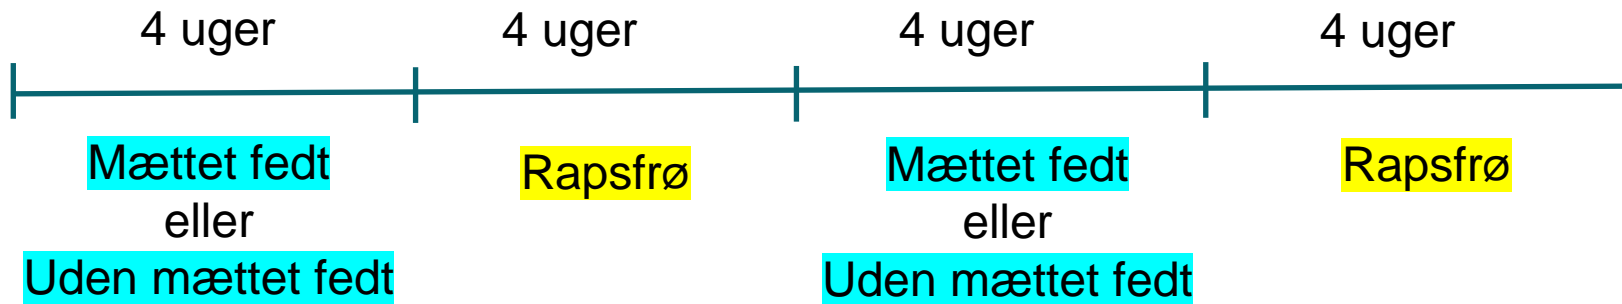 4 uger 4 uger 4 uger 4 uger
Mættet fedt Rapsfrø Mættet fedt Rapsfrø
eller eller
Uden mættet fedt Uden mættet fedt